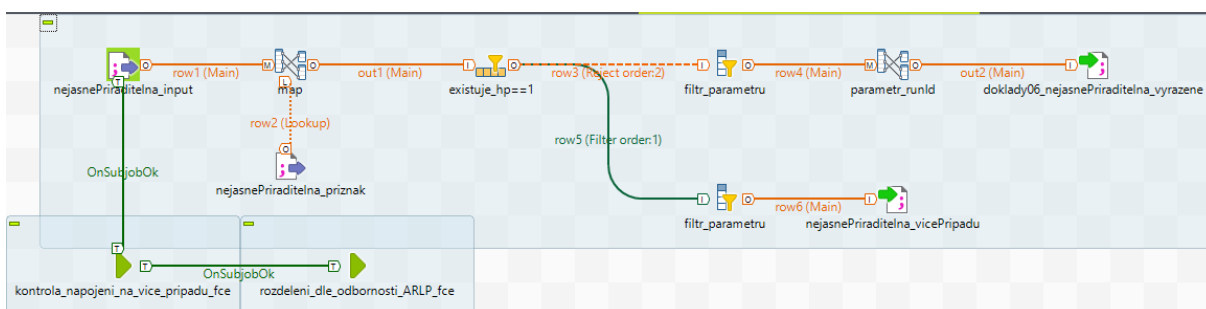 row1 (Main)
out1 (Main)
row3 (Reject order:2)
row4 (Main)
out2 (Main)
nejasnePriraditelna_input
map
existuje_hp==1
filtr_parametru
parametr_runId
doklady06_nejasnePriraditelna_vyrazene
row2 (Lookup)
row5 (Filter order:1)
OnSubjobOk
nejasnePriraditelna_priznak
row6 (Main)
filtr_parametru
nejasnePriraditelna_vicePripadu
OnSubjobOk
kontrola_napojeni_na_vice_pripadu_fce
rozdeleni_dle_odbornosti_ARLP_fce